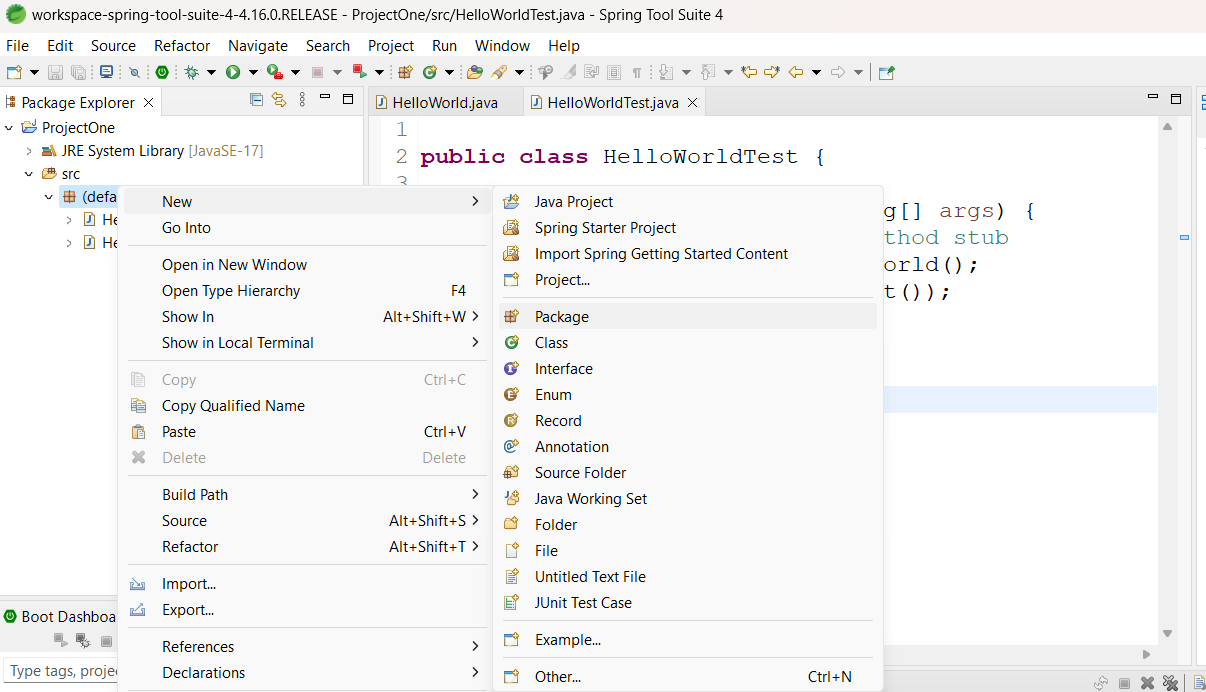 workspace-spring-tool-suite-4-4.16.0.RELEASE - ProjectOne/src/HelloWorldTest.java - Spring Tool Suite 4
File Edit Source Refactor Navigate Search Project Run Window Help
Package Explorer
HelloWorld.java
HelloWorldTest.java
ProjectOne
JRE System Library [JavaSE-17]
src
(defa
He
He
1
2 public class HelloWorldTest {
3
g[] args) {
thod stub
orld();
t());
New
Go Into
Open in New Window
Open Type Hierarchy F4
Show In Alt+Shift+W
Show in Local Terminal
Copy Ctrl+C
Copy Qualified Name
Paste Ctrl+V
Delete Delete
Build Path
Source Alt+Shift+S
Refactor Alt+Shift+T
Import...
Export...
References
Declarations
Java Project
Spring Starter Project
Import Spring Getting Started Content
Project...
Package
Class
Interface
Enum
Record
Annotation
Source Folder
Java Working Set
Folder
File
Untitled Text File
JUnit Test Case
Example...
Other... Ctrl+N
Boot Dashboa
Type tags, projec